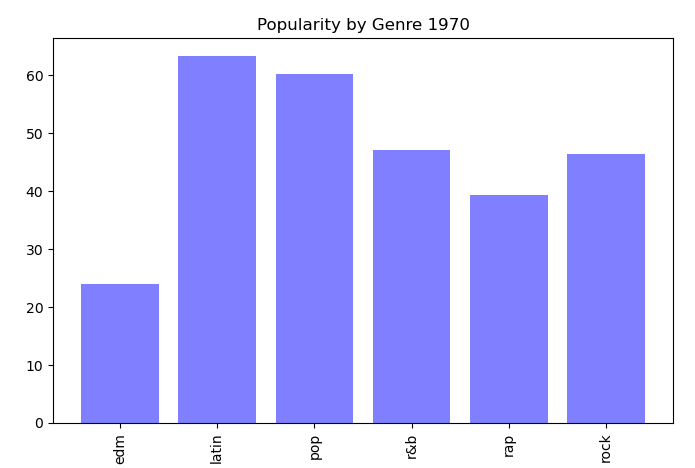 Popularity by Genre 1970
60
50
40
30
20
10
0
edm
latin
pop
r&b
rap
rock